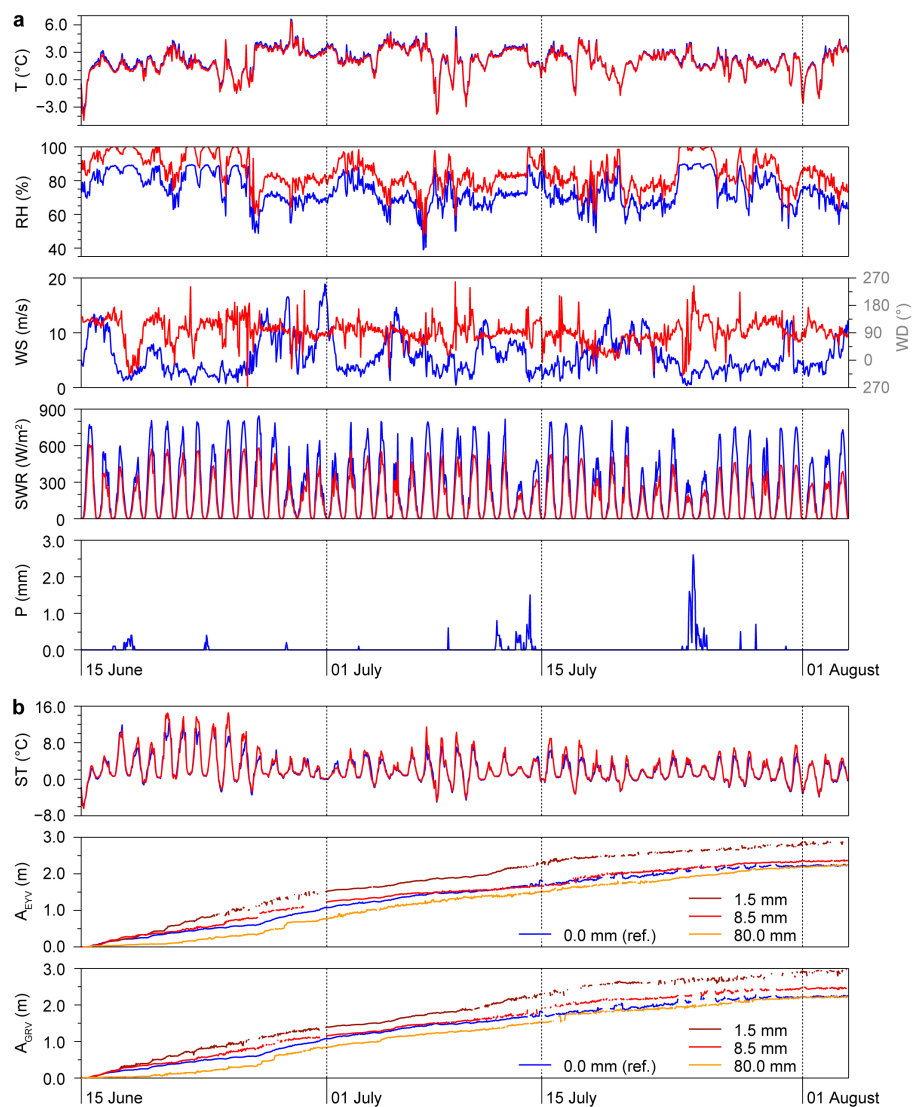 a
T (°C)
6.0
3.0
0.0
−3.0
RH (%)
100
80
60
40
WS (m/s)
20
10
0
270
180
90
0
270
WD (°)
SWR (W/m²)
900
600
300
0
P (mm)
3.0
2.0
1.0
0.0
15 June
01 July
15 July
01 August
b
ST (°C)
16.0
8.0
0.0
−8.0
A_EYV (m)
3.0
2.0
1.0
0.0
0.0 mm (ref.)
1.5 mm
8.5 mm
80.0 mm
A_GRV (m)
3.0
2.0
1.0
0.0
0.0 mm (ref.)
1.5 mm
8.5 mm
80.0 mm
15 June
01 July
15 July
01 August